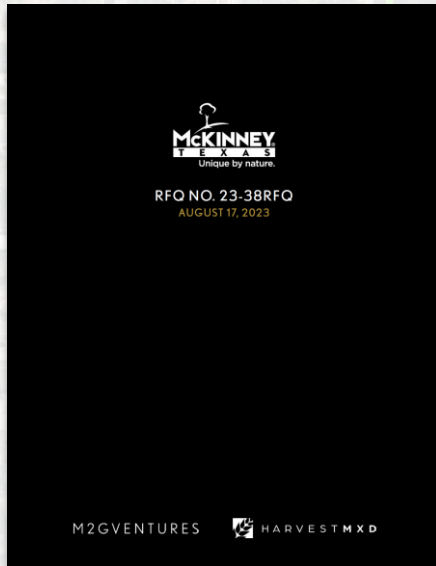 McKINNEY
TEXAS
Unique by nature.
RFQ NO. 23-38RFQ
AUGUST 17, 2023
M2GVENTURES HARVESTMXD